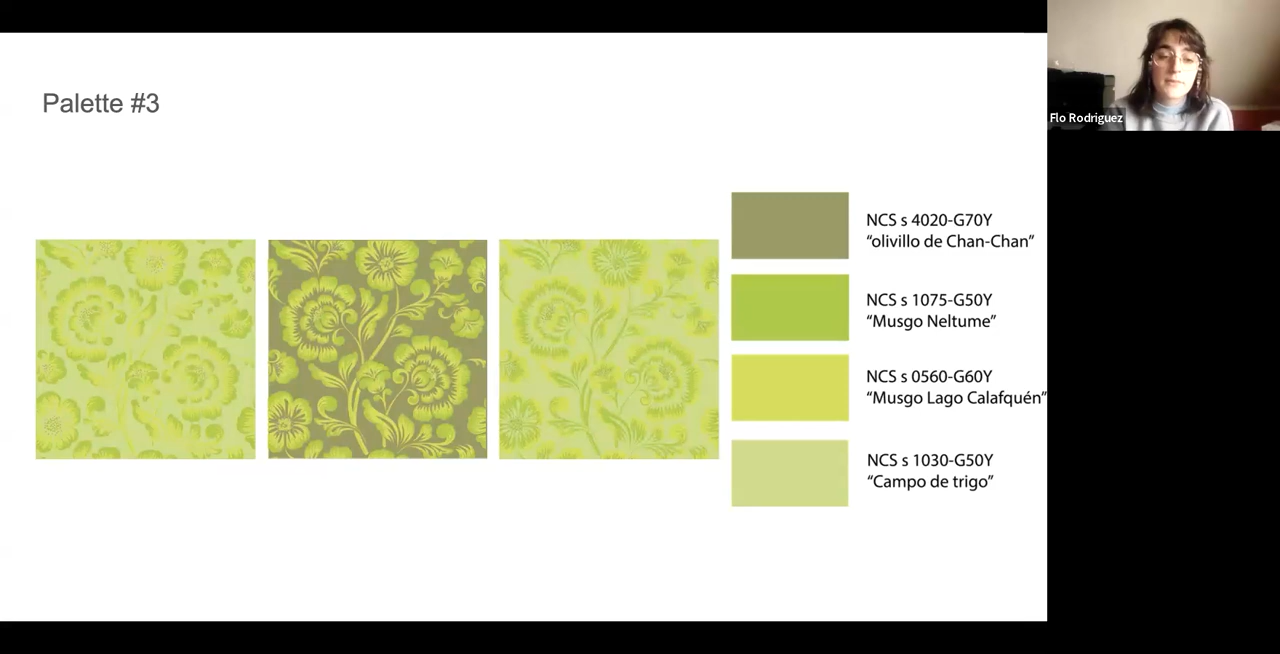 Palette #3
NCS s 4020-G70Y
“olivillo de Chan-Chan”
NCS s 1075-G50Y
“Musgo Neltume”
NCS s 0560-G60Y
“Musgo Lago Calafquén”
NCS s 1030-G50Y
“Campo de trigo”
Flo Rodriguez